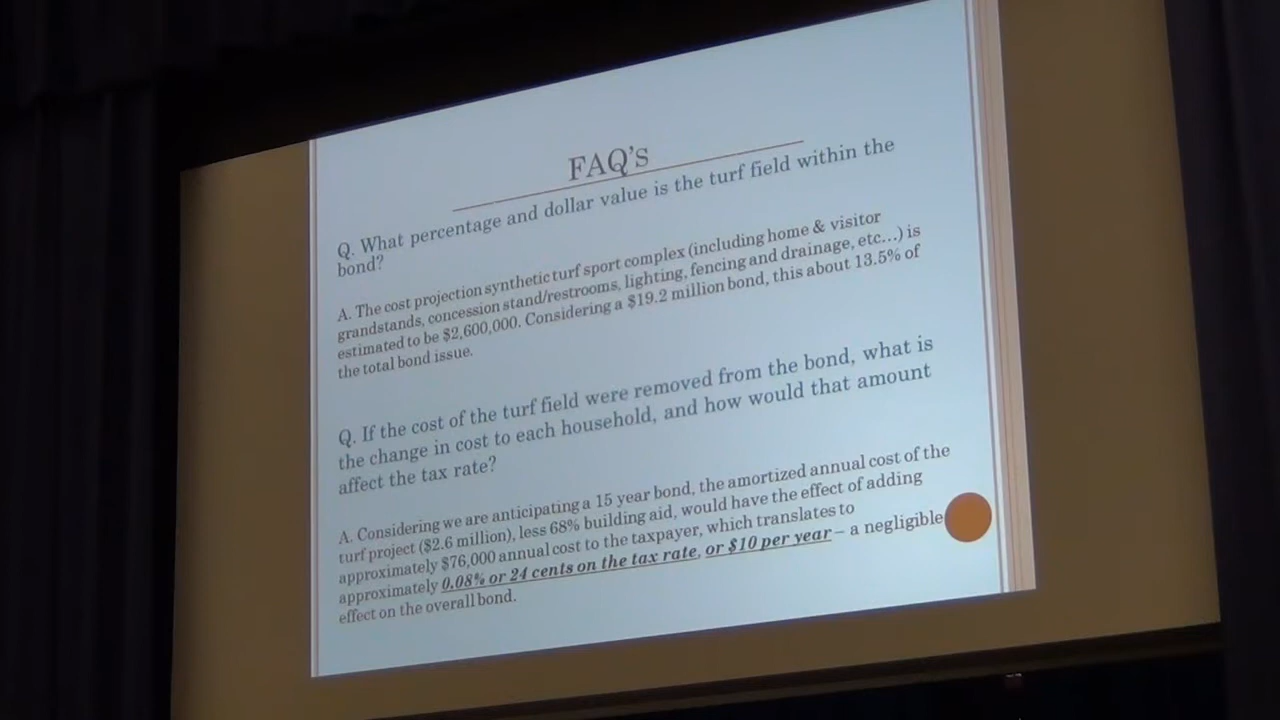 FAQ'S
Q. What percentage and dollar value is the turf field within the
bond?
A. The cost projection synthetic turf sport complex (including home & visitor
grandstands, concession stand/restrooms, lighting, fencing and drainage, etc...) is
estimated to be $2,600,000. Considering a $19.2 million bond, this about 13.5% of
the total bond issue.
Q. If the cost of the turf field were removed from the bond, what is
the change in cost to each household, and how would that amount
affect the tax rate?
A. Considering we are anticipating a 15 year bond, the amortized annual cost of the
turf project ($2.6 million), less 68% building aid, would have the effect of adding
approximately $76,000 annual cost to the taxpayer, which translates to
approximately 0.08% or 24 cents on the tax rate, or $10 per year – a negligible
effect on the overall bond.